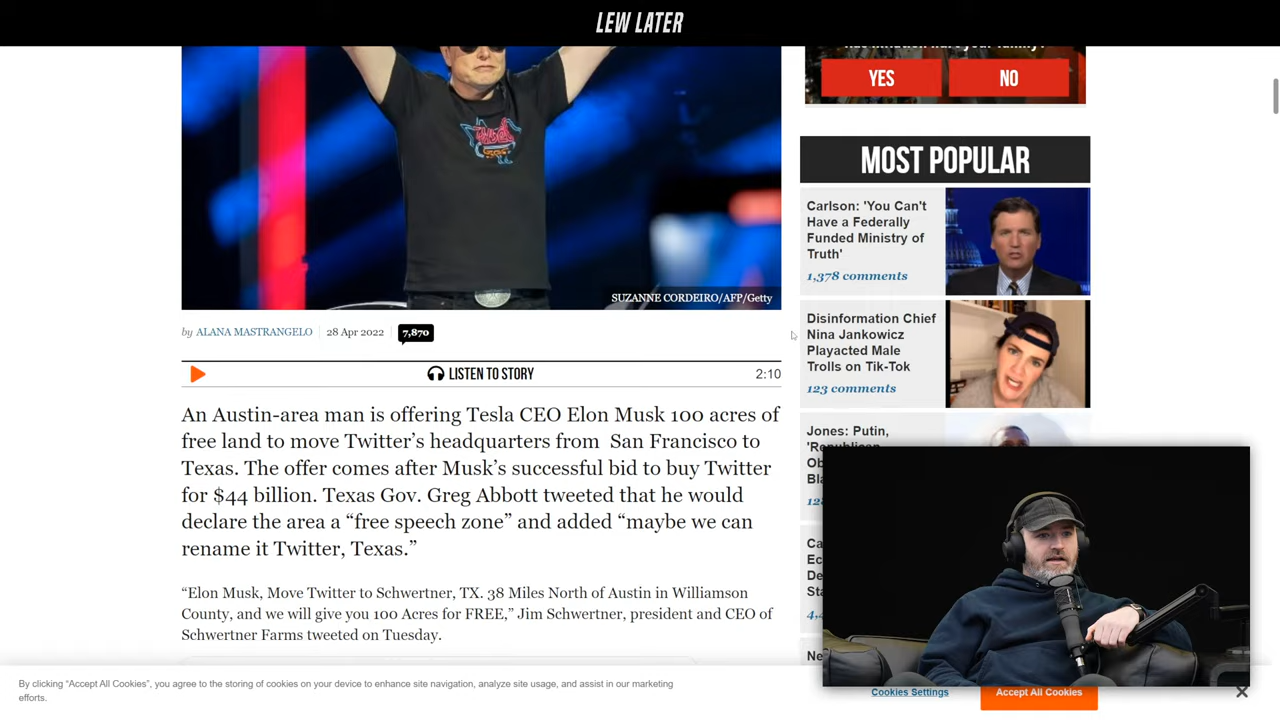 LEW LATER
YES
NO
MOST POPULAR
Carlson: 'You Can't
Have a Federally
Funded Ministry of
Truth'
1,378 comments
SUZANNE CORDEIRO/AFP/Getty
by ALANA MASTRANGELO 28 Apr 2022 7,870
Disinformation Chief
Nina Jankowicz
Playacted Male
Trolls on Tik-Tok
123 comments
LISTEN TO STORY 2:10
An Austin-area man is offering Tesla CEO Elon Musk 100 acres of
free land to move Twitter's headquarters from San Francisco to
Texas. The offer comes after Musk's successful bid to buy Twitter
for $44 billion. Texas Gov. Greg Abbott tweeted that he would
declare the area a “free speech zone” and added “maybe we can
rename it Twitter, Texas.”
Jones: Putin,
“Elon Musk, Move Twitter to Schwertner, TX. 38 Miles North of Austin in Williamson
County, and we will give you 100 Acres for FREE,” Jim Schwertner, president and CEO of
Schwertner Farms tweeted on Tuesday.
By clicking “Accept All Cookies”, you agree to the storing of cookies on your device to enhance site navigation, analyze site usage, and assist in our marketing
efforts.
Cookies Settings
Accept All Cookies